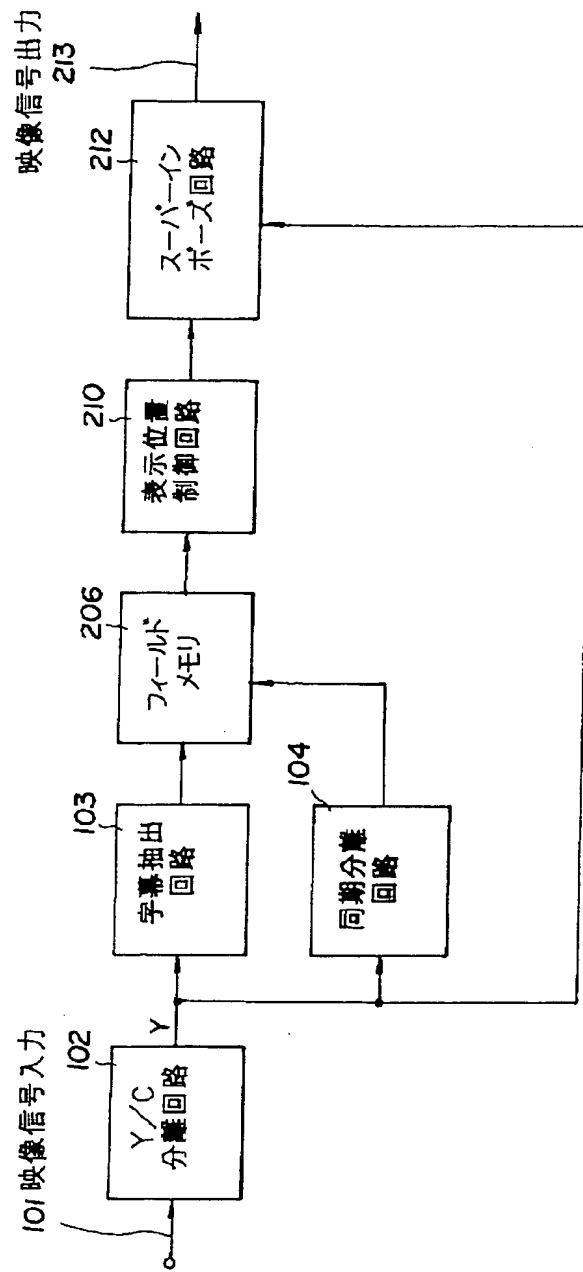 101 映像信号入力
102
Y/C
分離回路
Y
103
字幕抽出
回路
104
同期分離
回路
206
フィールド
メモリ
210
表示位置
制御回路
212
スーパーイン
ポーズ回路
映像信号出力
213